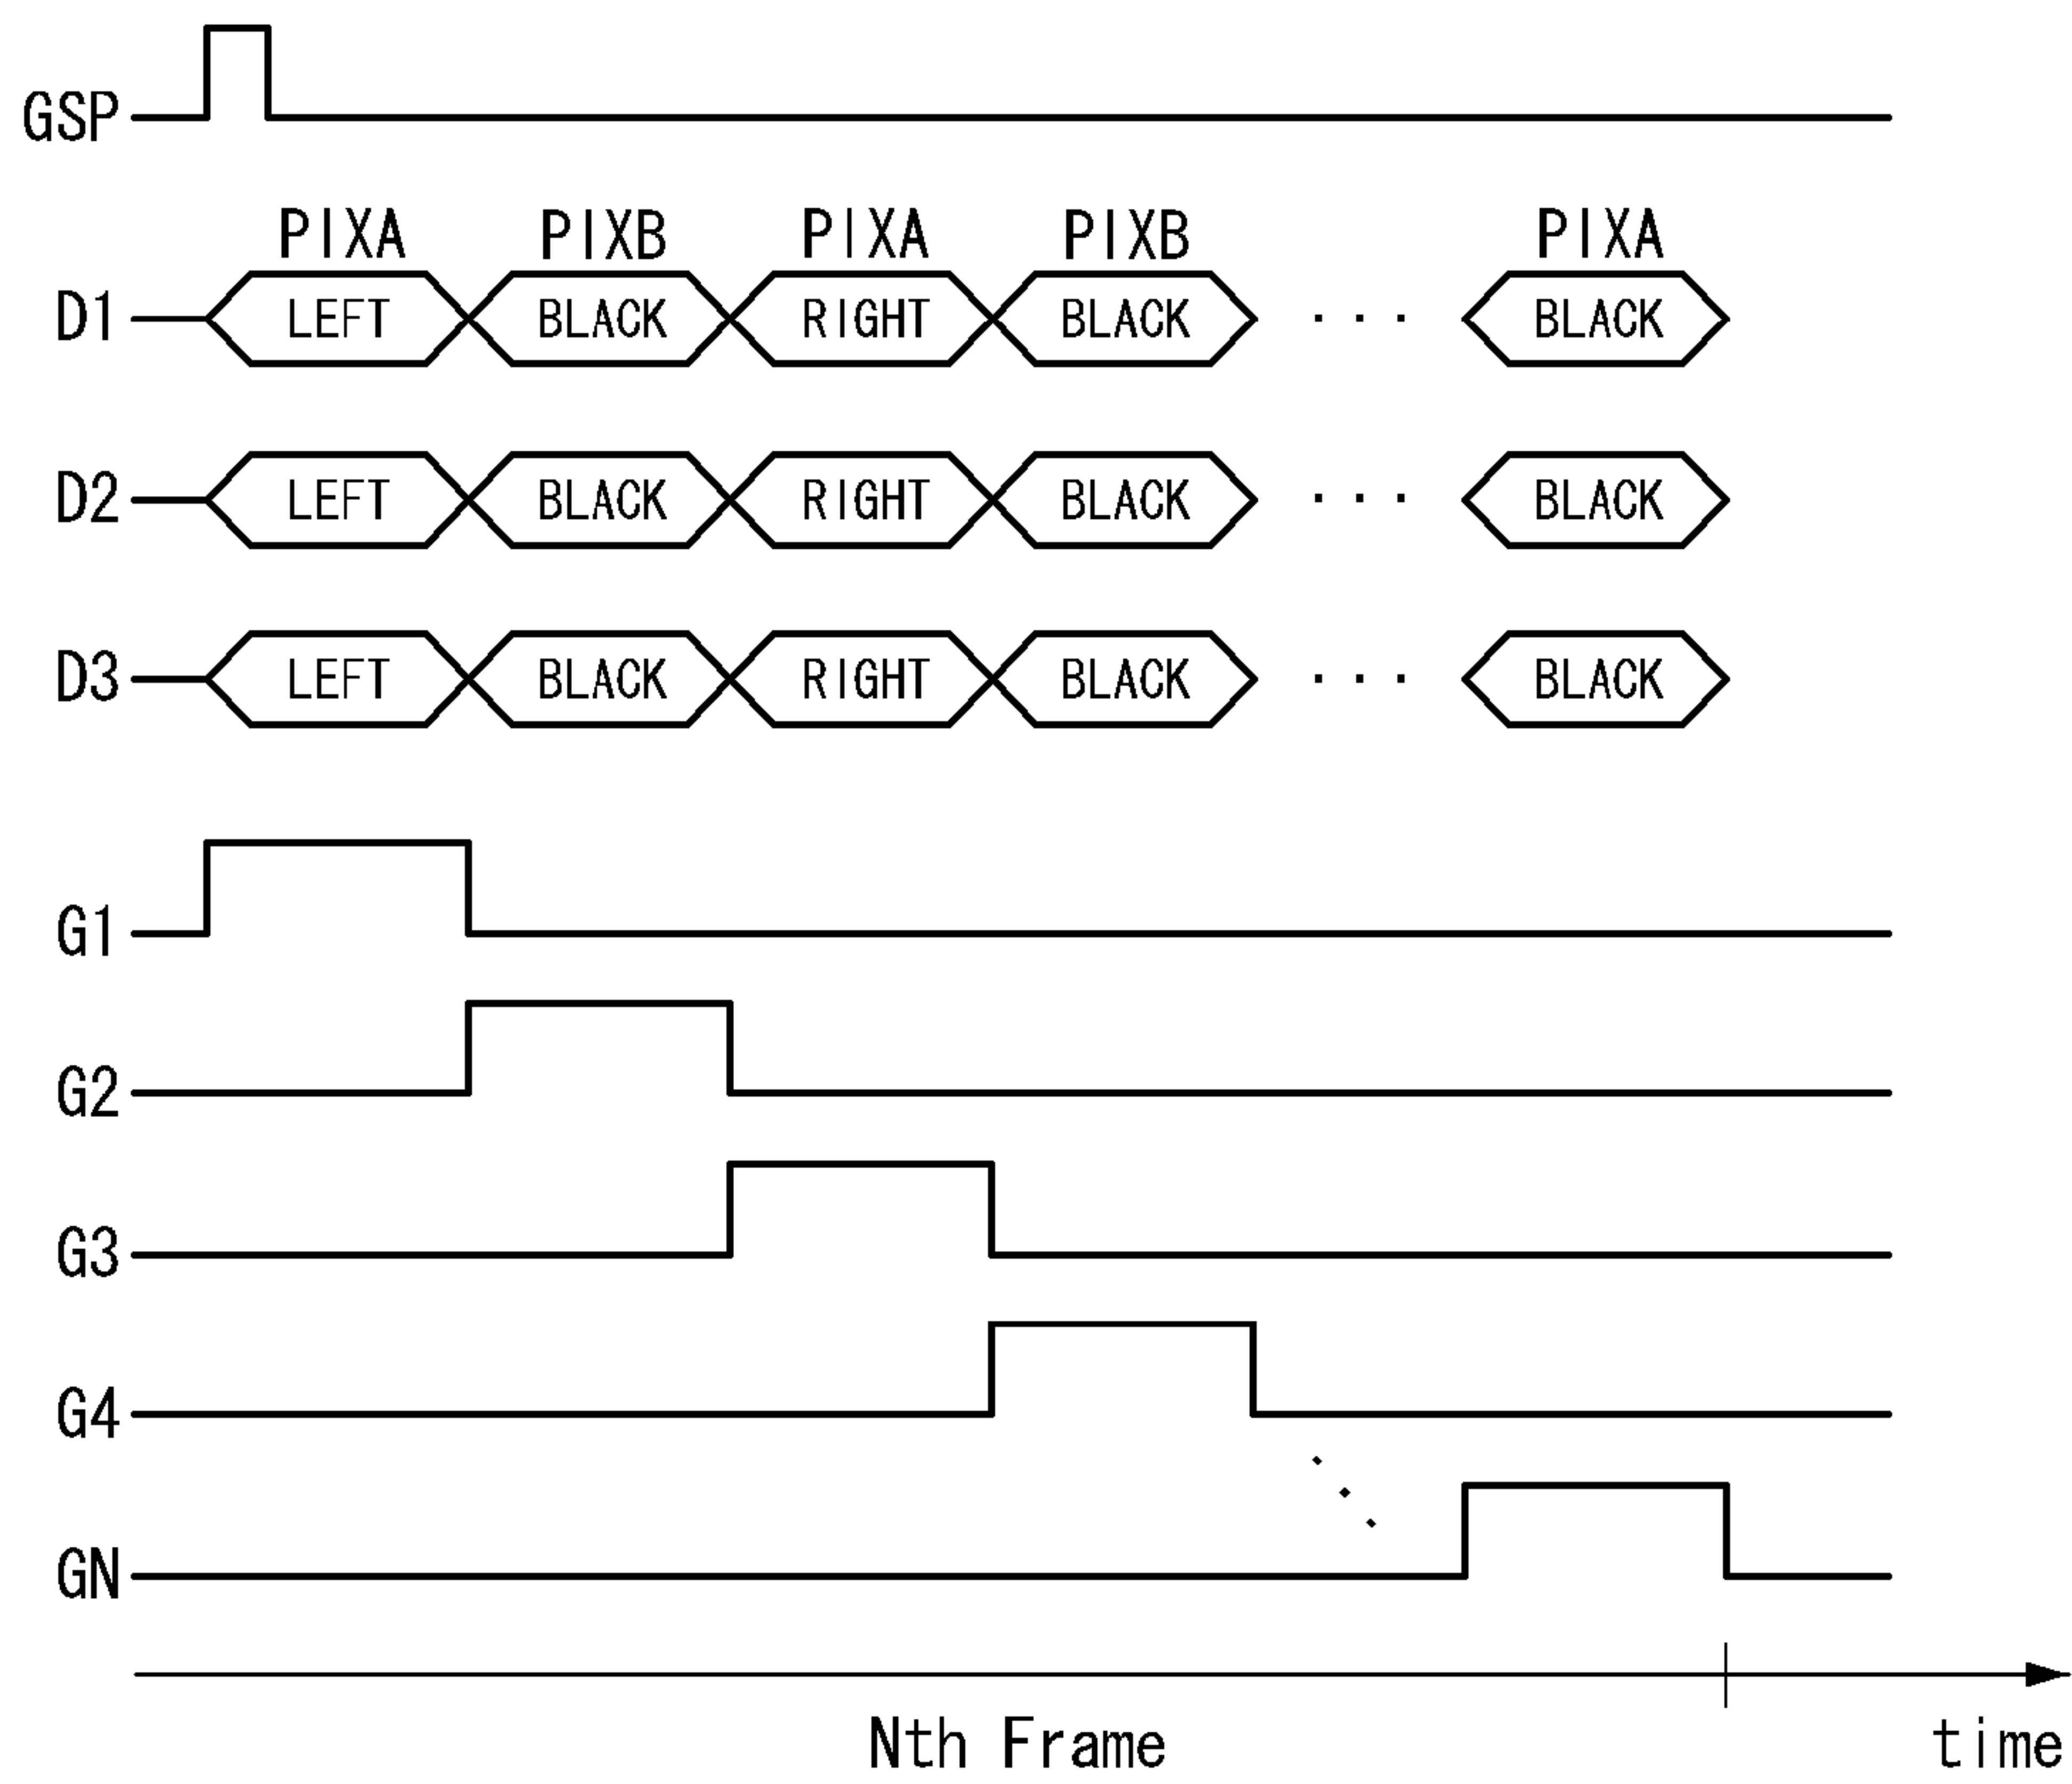 GSP
PIXA PIXB PIXA PIXB PIXA
D1 LEFT BLACK RIGHT BLACK ... BLACK
D2 LEFT BLACK RIGHT BLACK ... BLACK
D3 LEFT BLACK RIGHT BLACK ... BLACK
G1
G2
G3
G4
GN
Nth Frame time